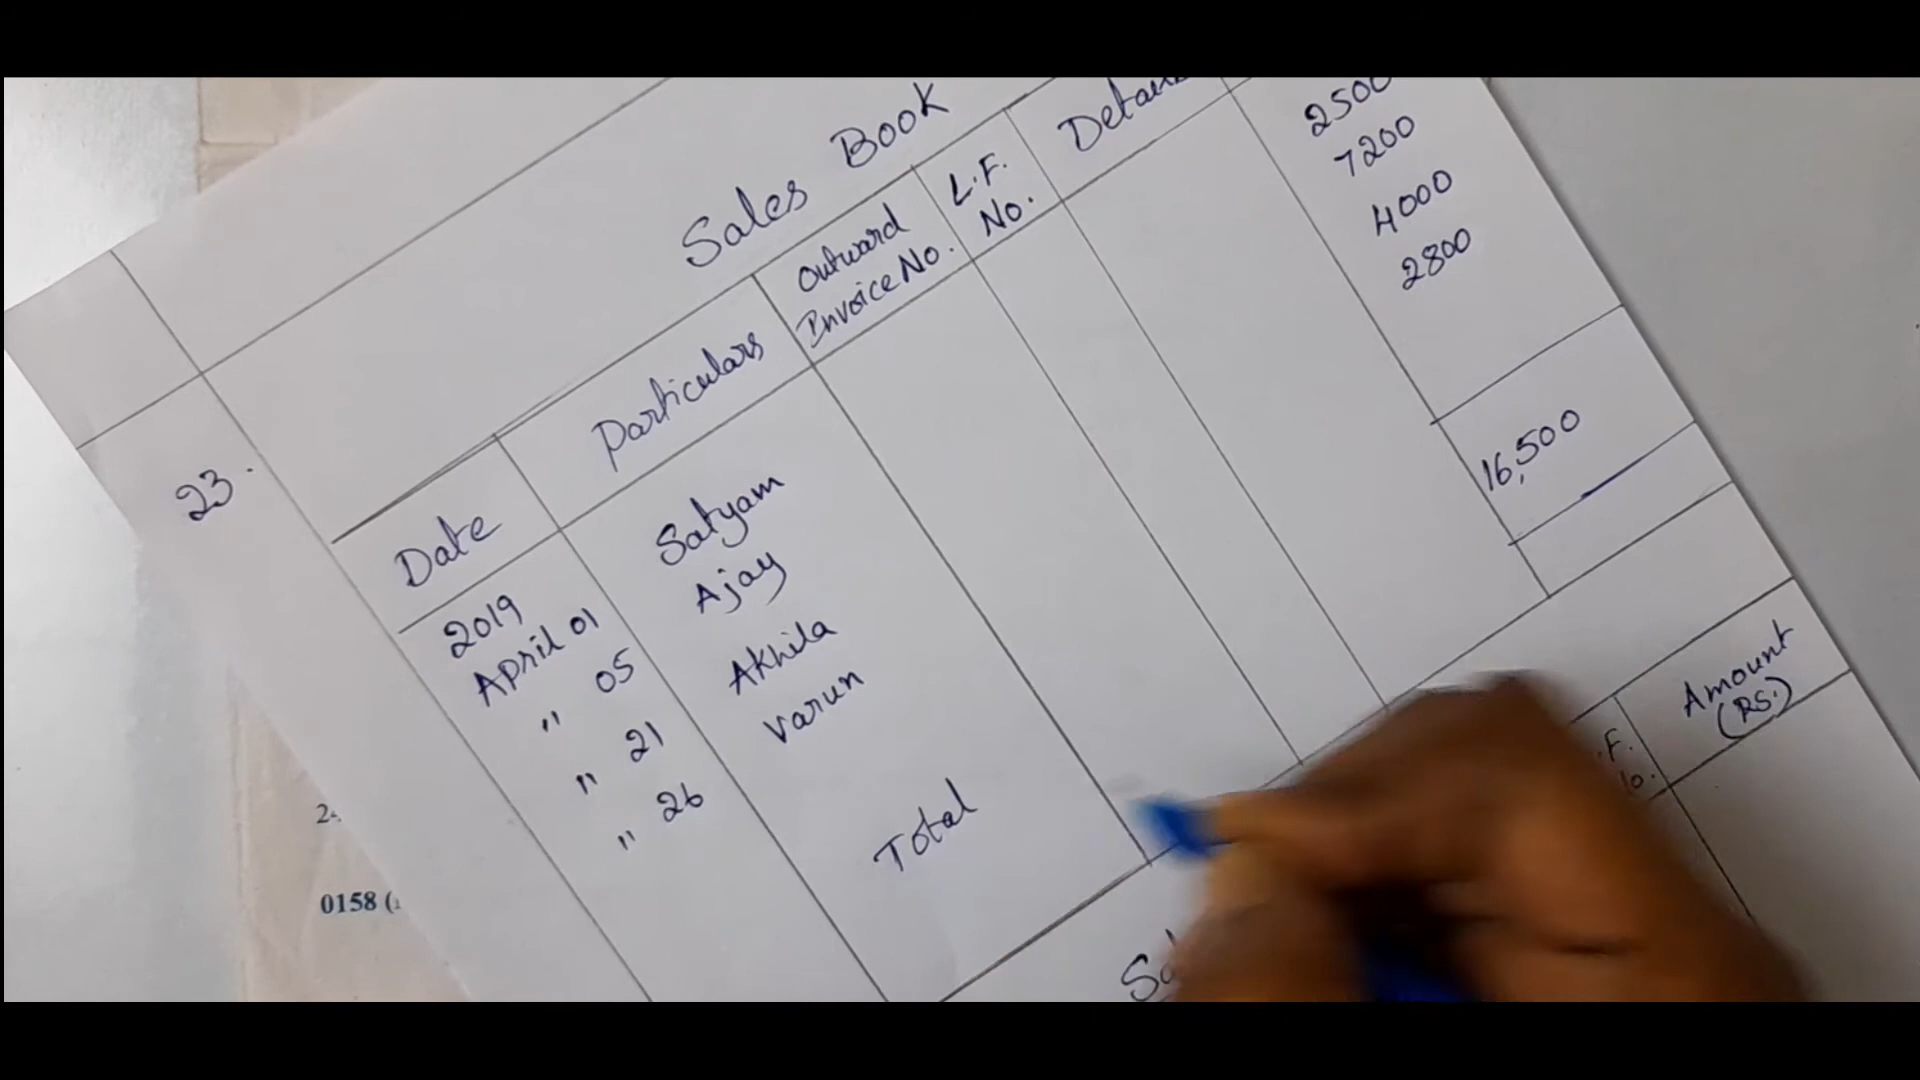 Sales Book
23.
Date Particulars Outward Invoice No. L.F. No.
2019
April 01 Satyam 2500
" 05 Ajay 7200
" 21 Akhila 4000
" 26 Varun 2800
Total 16,500
Amount
(RS.)
0158